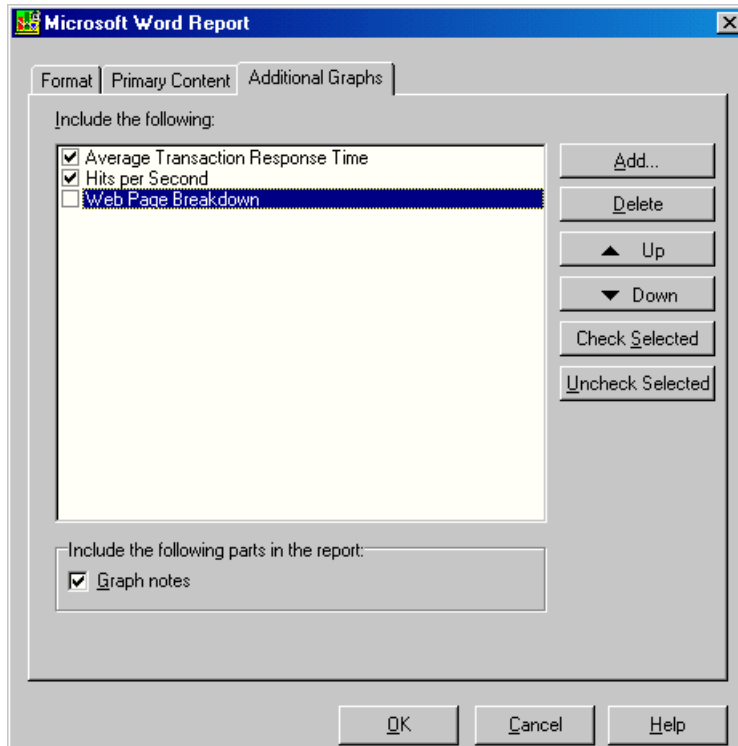 Microsoft Word Report
Format Primary Content Additional Graphs
Include the following:
Average Transaction Response Time
Hits per Second
Web Page Breakdown
Add...
Delete
Up
Down
Check Selected
Uncheck Selected
Include the following parts in the report:
Graph notes
OK Cancel Help